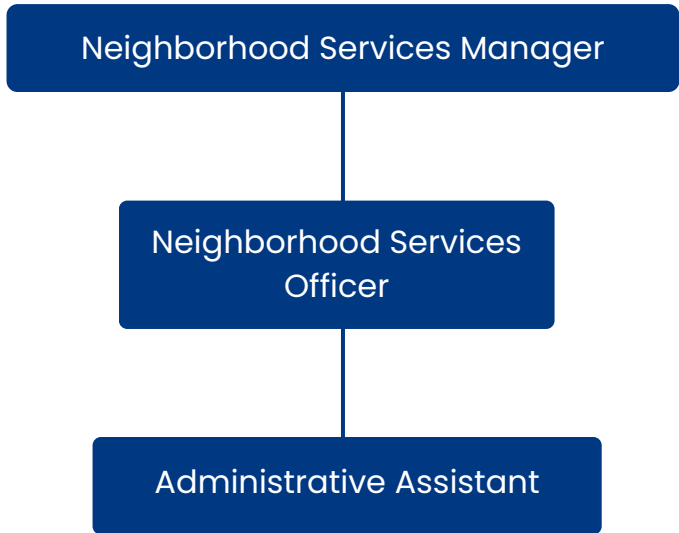 Neighborhood Services Manager
Neighborhood Services
Officer
Administrative Assistant